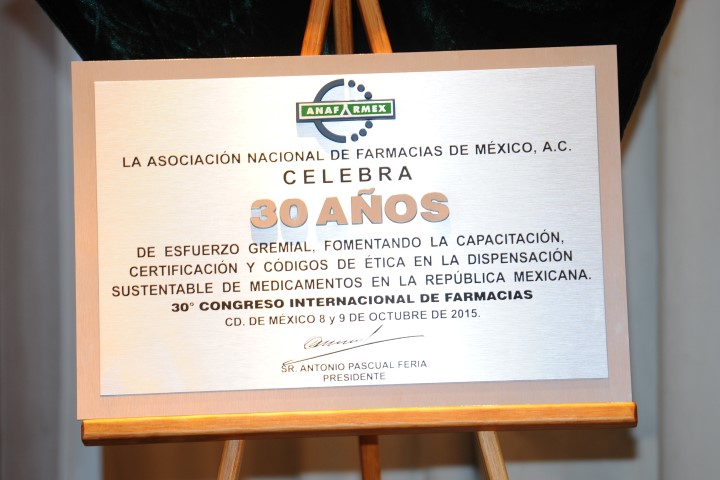 ANAFARMEX
LA ASOCIACIÓN NACIONAL DE FARMACIAS DE MÉXICO, A.C.
CELEBRA
30 AÑOS
DE ESFUERZO GREMIAL, FOMENTANDO LA CAPACITACIÓN,
CERTIFICACIÓN Y CÓDIGOS DE ÉTICA EN LA DISPENSACIÓN
SUSTENTABLE DE MEDICAMENTOS EN LA REPÚBLICA MEXICANA.
30° CONGRESO INTERNACIONAL DE FARMACIAS
CD. DE MÉXICO 8 y 9 DE OCTUBRE DE 2015.
SR. ANTONIO PASCUAL FERIA
PRESIDENTE